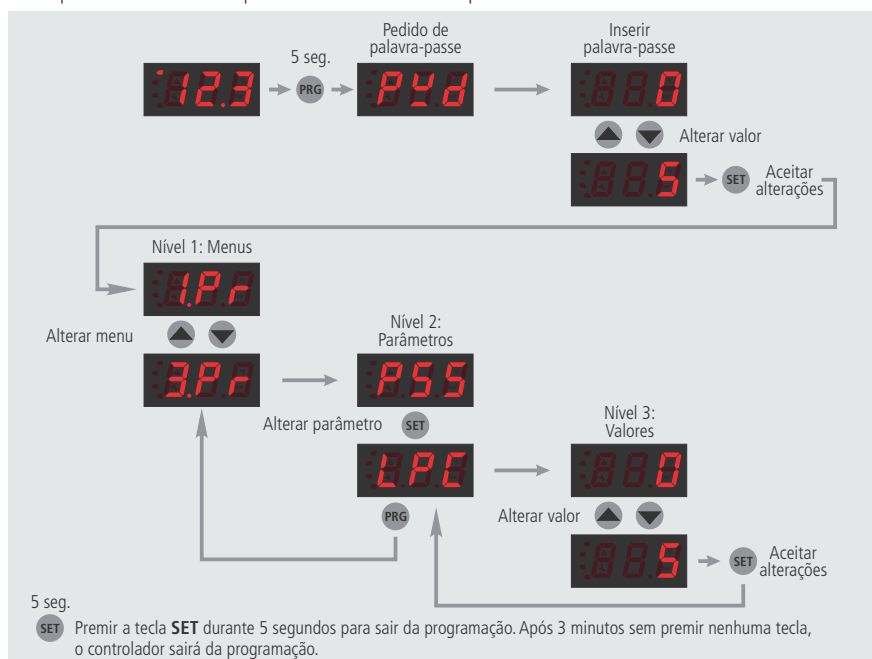 Pedido de
palavra-passe
Inserir
palavra-passe
5 seg.
12.3
PRG
PYd
0
Alterar valor
5
SET
Aceitar
alterações
Nível 1: Menus
1.Pr
Alterar menu
3.Pr
Nível 2:
Parâmetros
PSS
Alterar parâmetro
SET
LPC
PRG
Nível 3:
Valores
0
Alterar valor
5
SET
Aceitar
alterações
5 seg.
SET Premir a tecla SET durante 5 segundos para sair da programação. Após 3 minutos sem premir nenhuma tecla,
o controlador sairá da programação.